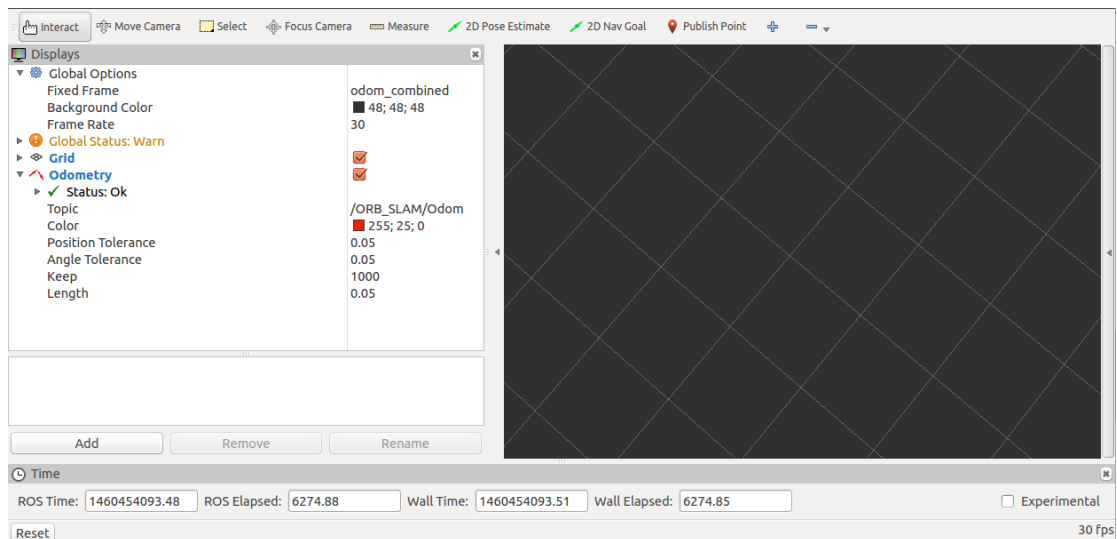 Interact Move Camera Select Focus Camera Measure 2D Pose Estimate 2D Nav Goal Publish Point
Displays
Global Options
Fixed Frame odom_combined
Background Color 48; 48; 48
Frame Rate 30
Global Status: Warn
Grid
Odometry
Status: Ok
Topic /ORB_SLAM/Odom
Color 255; 25; 0
Position Tolerance 0.05
Angle Tolerance 0.05
Keep 1000
Length 0.05
Add Remove Rename
Time
ROS Time: 1460454093.48 ROS Elapsed: 6274.88 Wall Time: 1460454093.51 Wall Elapsed: 6274.85 Experimental
Reset 30 fps